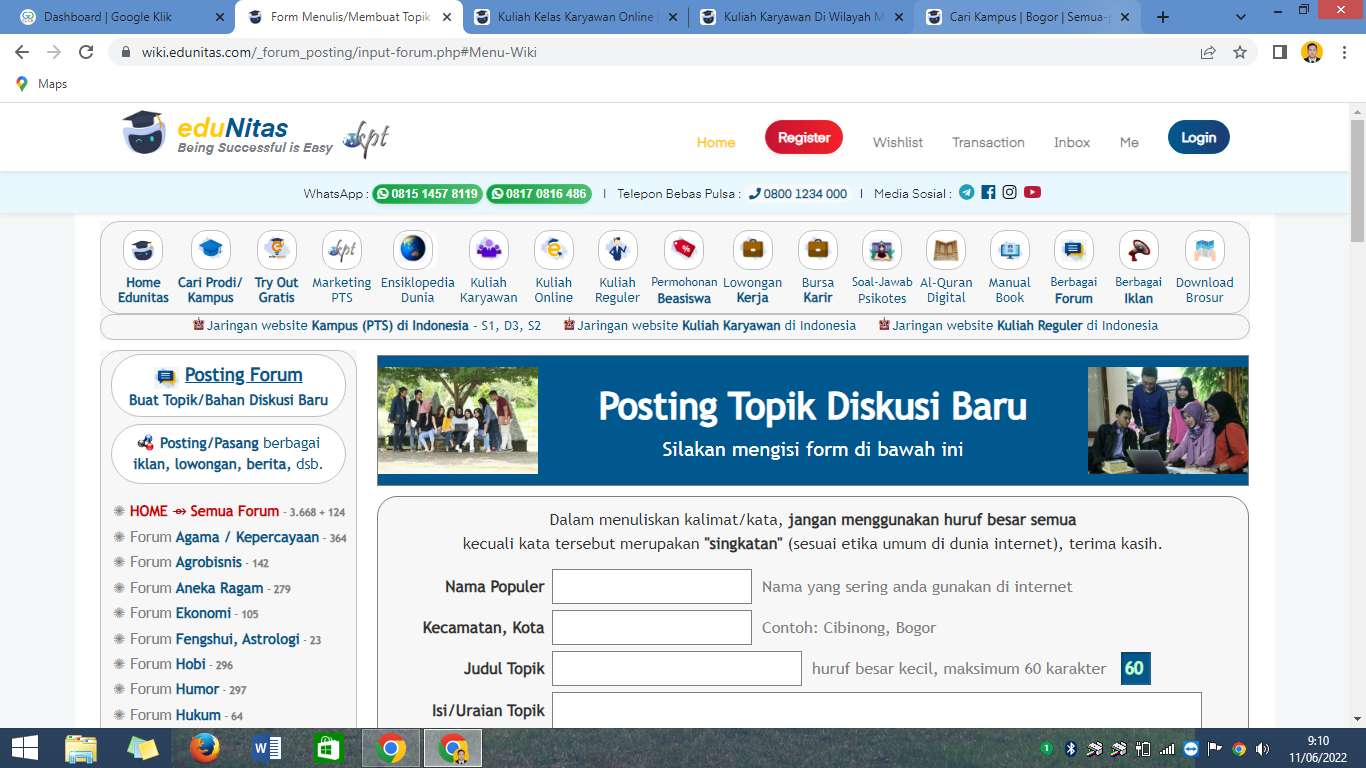 Dashboard | Google Klik
Form Menulis/Membuat Topik
Kuliah Kelas Karyawan Online
Kuliah Karyawan Di Wilayah M
Cari Kampus | Bogor | Semua-p
wiki.edunitas.com/_forum_posting/input-forum.php#Menu-Wiki
Maps
eduNitas
Being Successful is Easy
kpt
Home
Register
Wishlist
Transaction
Inbox
Me
Login
WhatsApp : 0815 1457 8119 0817 0816 486 | Telepon Bebas Pulsa : 0800 1234 000 | Media Sosial :
Home
Edunitas
Cari Prodi/
Kampus
Try Out
Gratis
Marketing
PTS
Ensiklopedia
Dunia
Kuliah
Karyawan
Kuliah
Online
Kuliah
Reguler
Permohonan
Beasiswa
Lowongan
Kerja
Bursa
Karir
Soal-Jawab
Psikotes
Al-Quran
Digital
Manual
Book
Berbagai
Forum
Berbagai
Iklan
Download
Brosur
Jaringan website Kampus (PTS) di Indonesia - S1, D3, S2
Jaringan website Kuliah Karyawan di Indonesia
Jaringan website Kuliah Reguler di Indonesia
Posting Forum
Buat Topik/Bahan Diskusi Baru
Posting/Pasang berbagai
iklan, lowongan, berita, dsb.
HOME ⇴ Semua Forum - 3.668 + 124
Forum Agama / Kepercayaan - 364
Forum Agrobisnis - 142
Forum Aneka Ragam - 279
Forum Ekonomi - 105
Forum Fengshui, Astrologi - 23
Forum Hobi - 296
Forum Humor - 297
Forum Hukum - 64
Posting Topik Diskusi Baru
Silakan mengisi form di bawah ini
Dalam menuliskan kalimat/kata, jangan menggunakan huruf besar semua
kecuali kata tersebut merupakan "singkatan" (sesuai etika umum di dunia internet), terima kasih.
Nama Populer
Nama yang sering anda gunakan di internet
Kecamatan, Kota
Contoh: Cibinong, Bogor
Judul Topik
huruf besar kecil, maksimum 60 karakter
60
Isi/Uraian Topik
9:10
11/06/2022